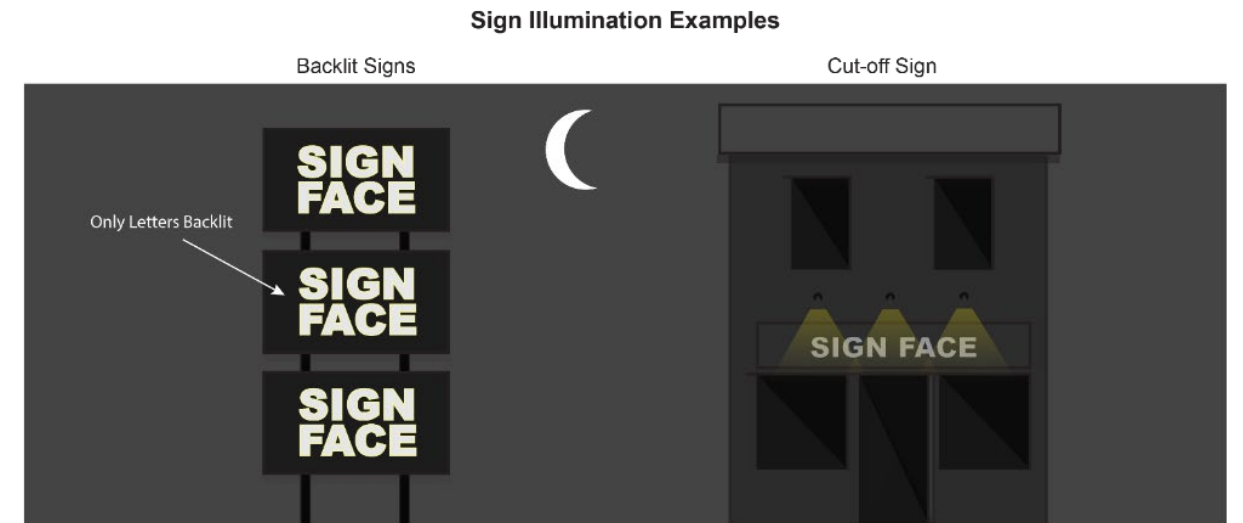 Sign Illumination Examples
Backlit Signs
Cut-off Sign
SIGN
FACE
Only Letters Backlit
SIGN
FACE
SIGN FACE
SIGN
FACE